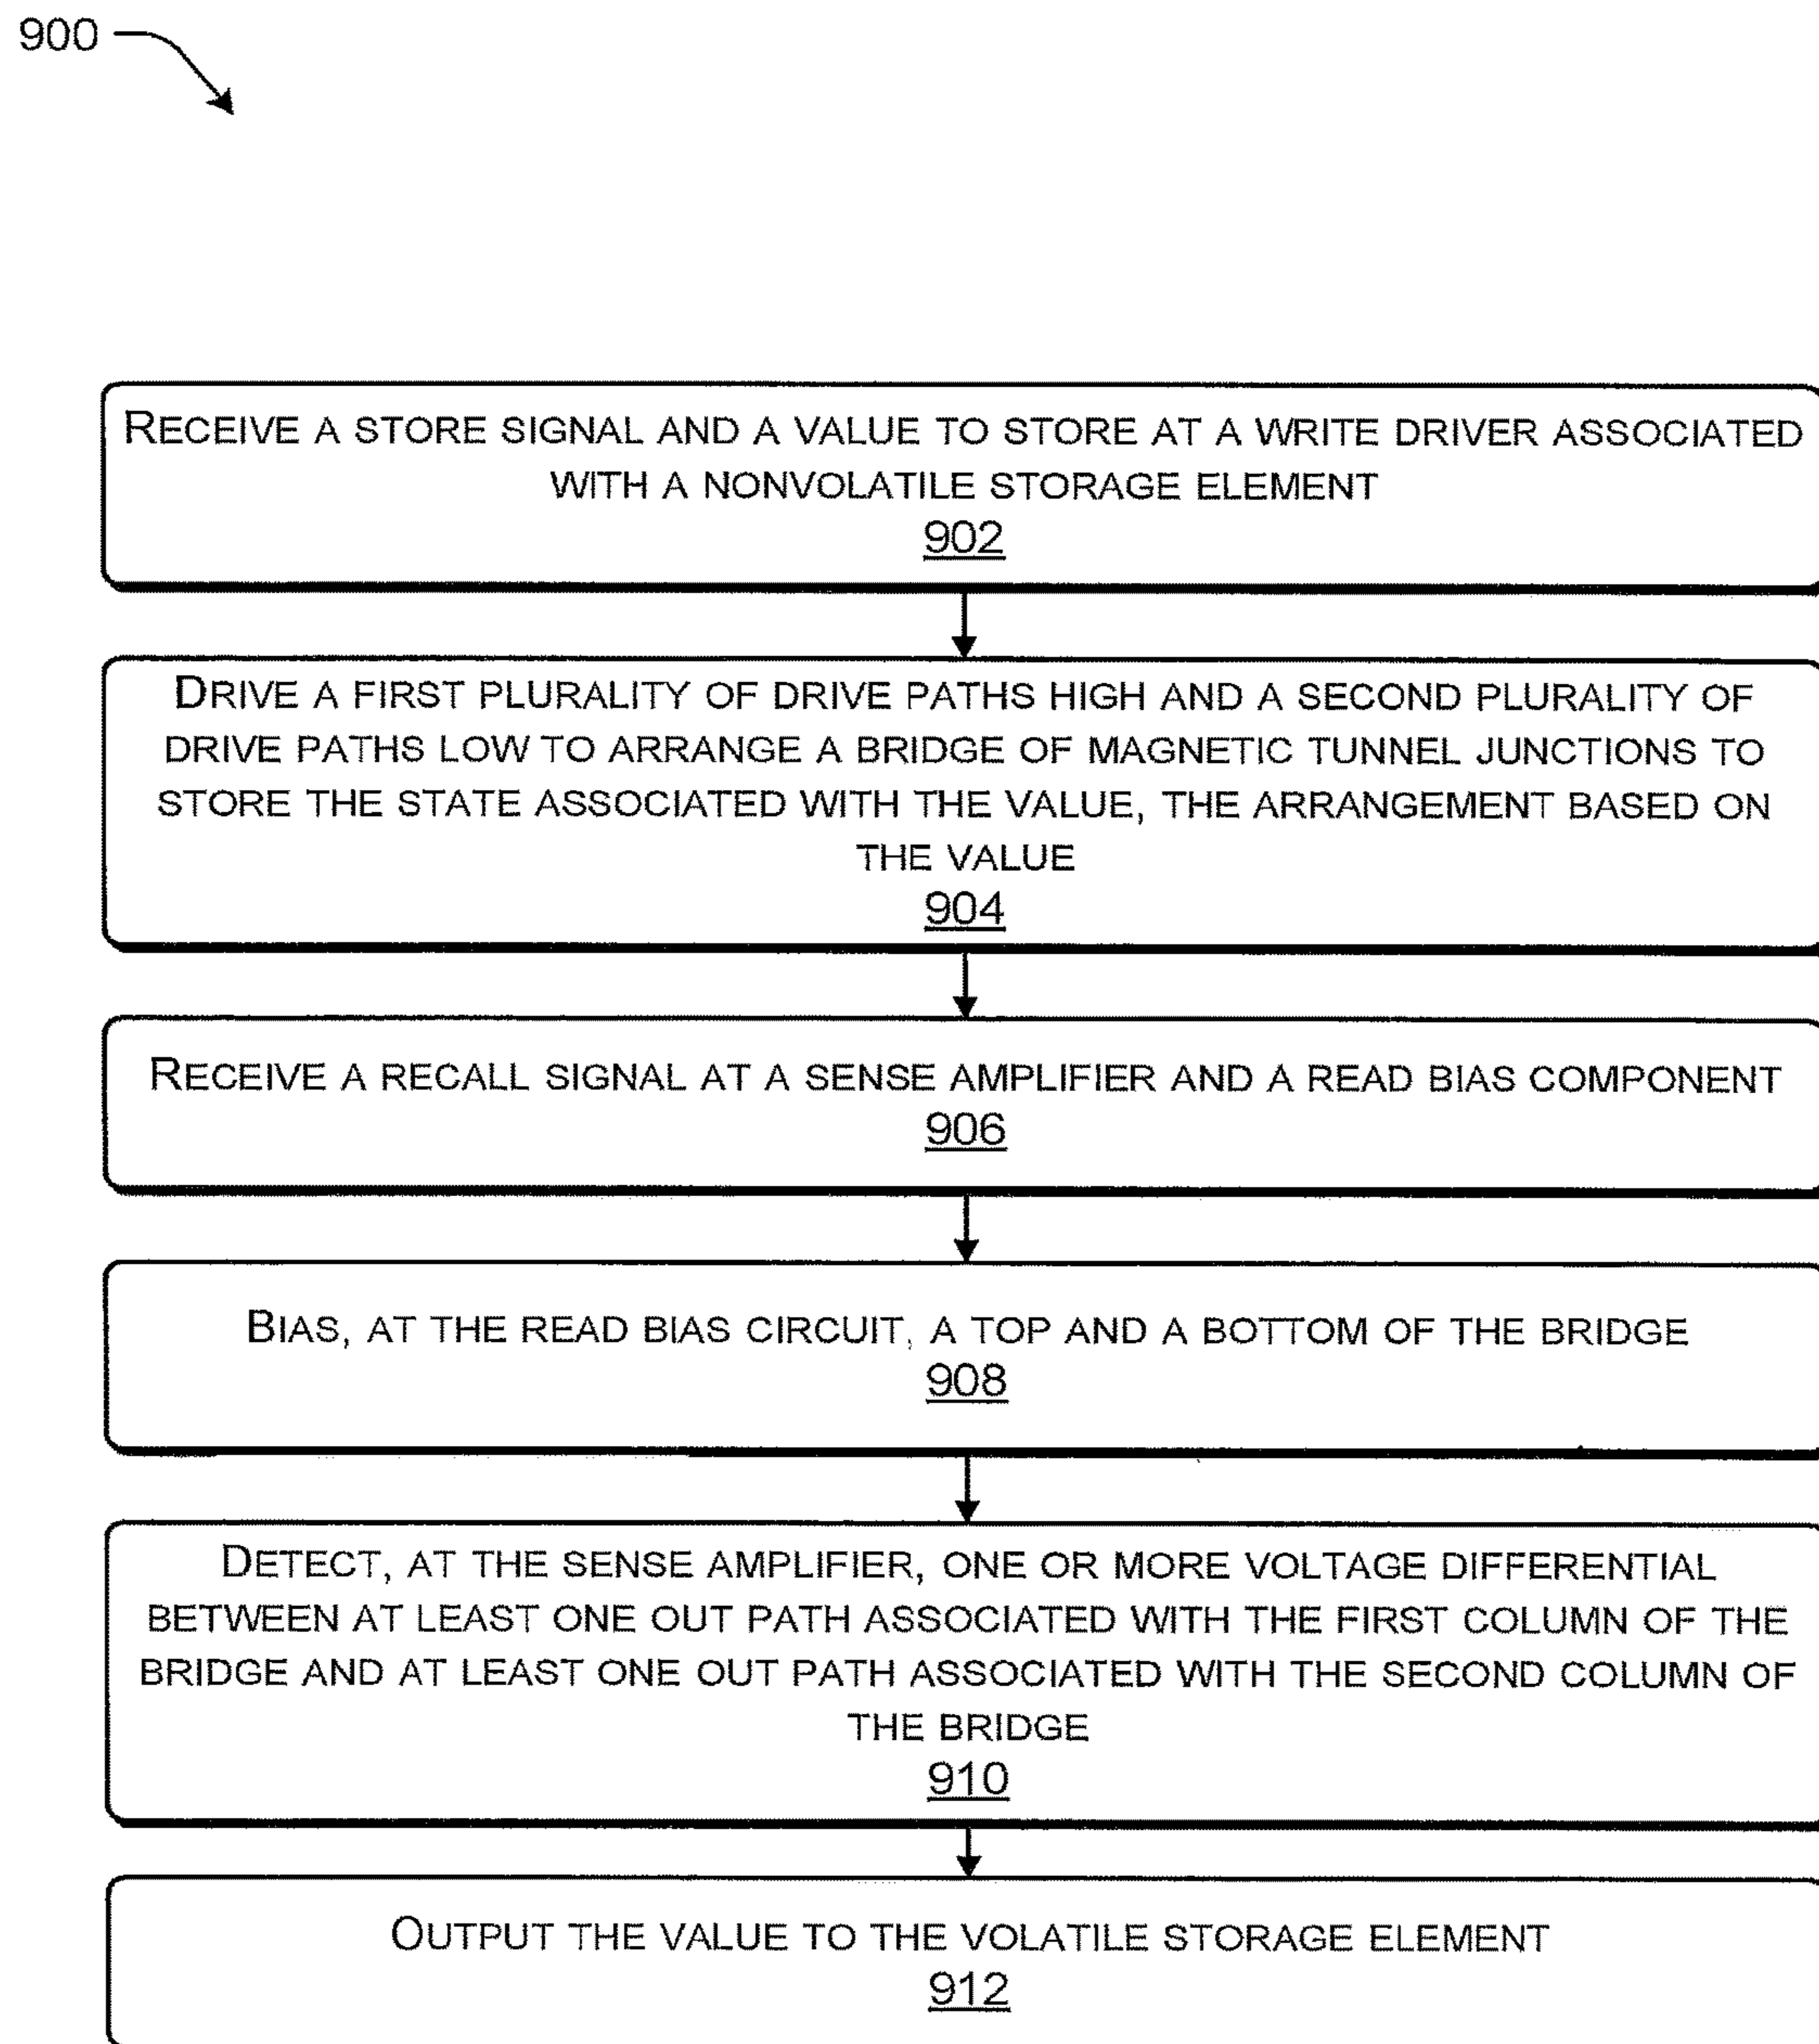 900
RECEIVE A STORE SIGNAL AND A VALUE TO STORE AT A WRITE DRIVER ASSOCIATED
WITH A NONVOLATILE STORAGE ELEMENT
902
DRIVE A FIRST PLURALITY OF DRIVE PATHS HIGH AND A SECOND PLURALITY OF
DRIVE PATHS LOW TO ARRANGE A BRIDGE OF MAGNETIC TUNNEL JUNCTIONS TO
STORE THE STATE ASSOCIATED WITH THE VALUE, THE ARRANGEMENT BASED ON
THE VALUE
904
RECEIVE A RECALL SIGNAL AT A SENSE AMPLIFIER AND A READ BIAS COMPONENT
906
BIAS, AT THE READ BIAS CIRCUIT, A TOP AND A BOTTOM OF THE BRIDGE
908
DETECT, AT THE SENSE AMPLIFIER, ONE OR MORE VOLTAGE DIFFERENTIAL
BETWEEN AT LEAST ONE OUT PATH ASSOCIATED WITH THE FIRST COLUMN OF THE
BRIDGE AND AT LEAST ONE OUT PATH ASSOCIATED WITH THE SECOND COLUMN OF
THE BRIDGE
910
OUTPUT THE VALUE TO THE VOLATILE STORAGE ELEMENT
912